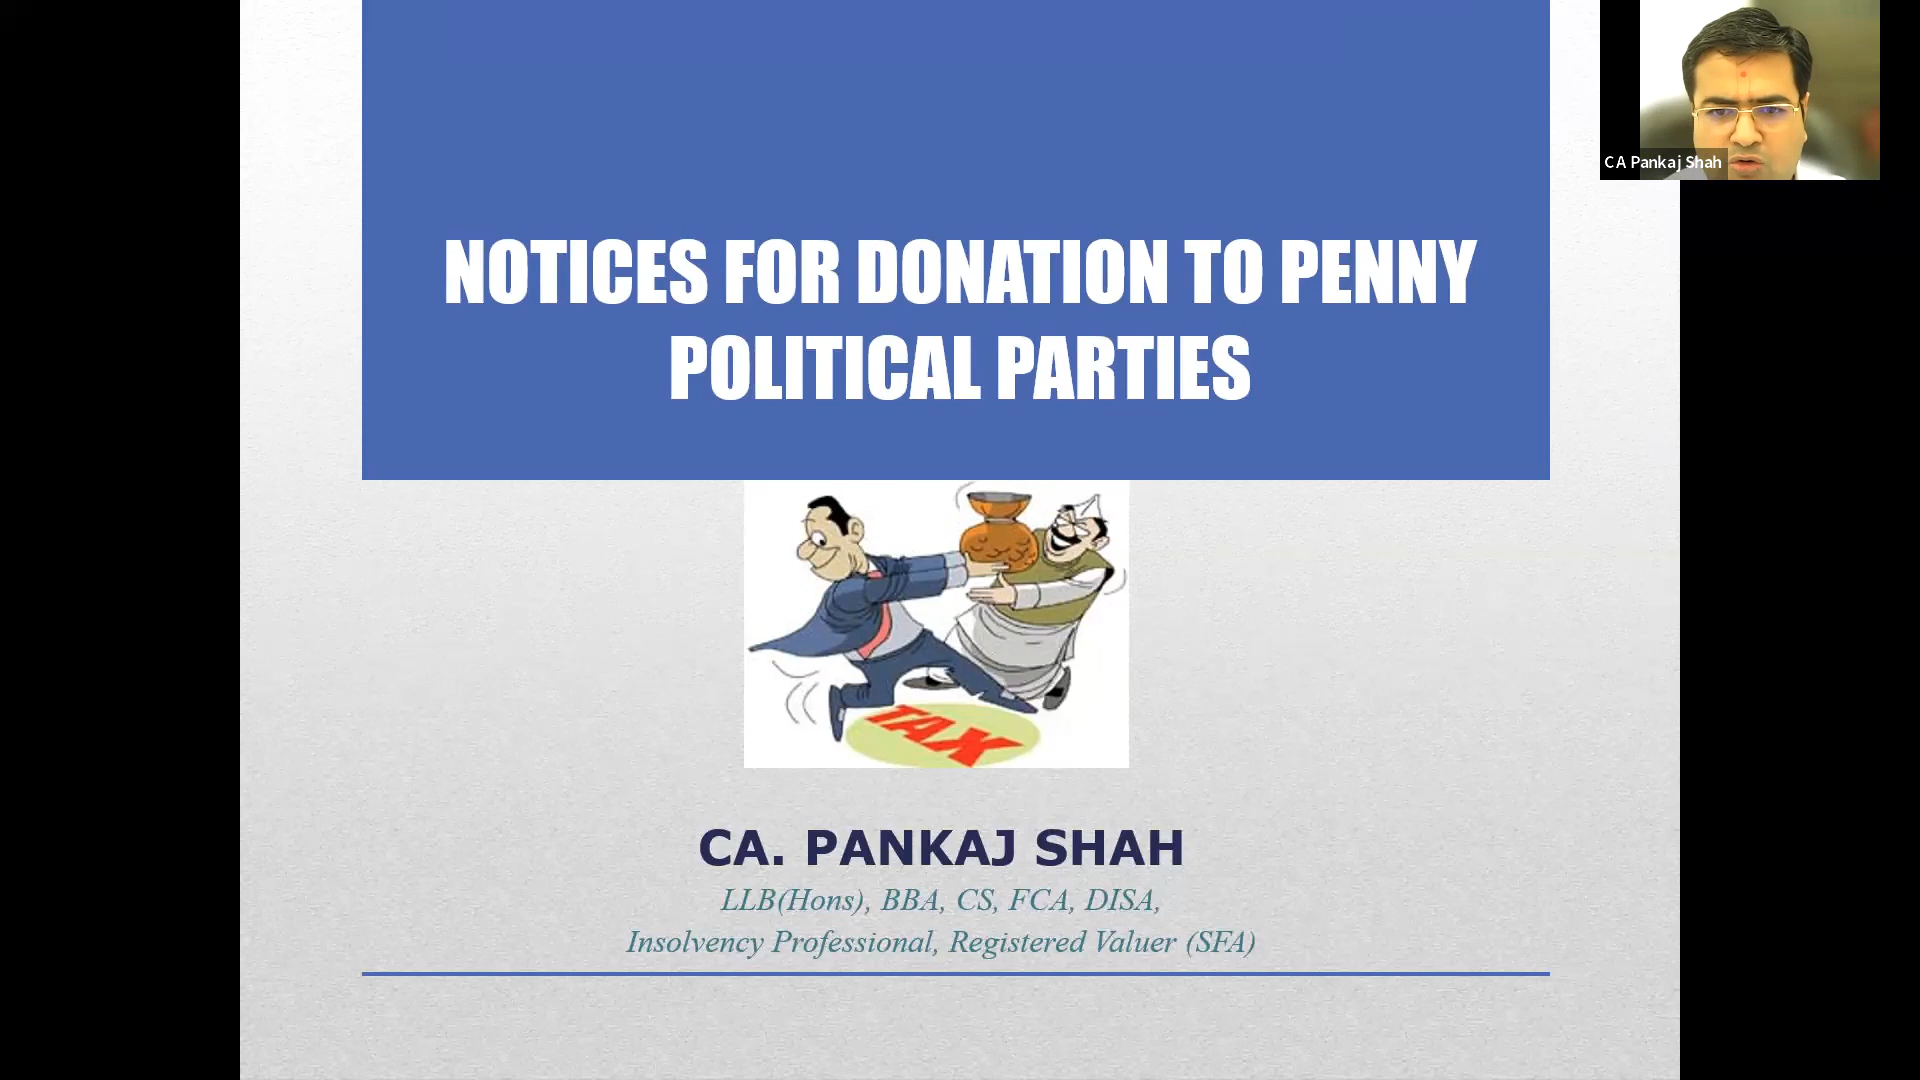 CA Pankaj Shah
NOTICES FOR DONATION TO PENNY
POLITICAL PARTIES
TAX
CA. PANKAJ SHAH
LLB(Hons), BBA, CS, FCA, DISA,
Insolvency Professional, Registered Valuer (SFA)